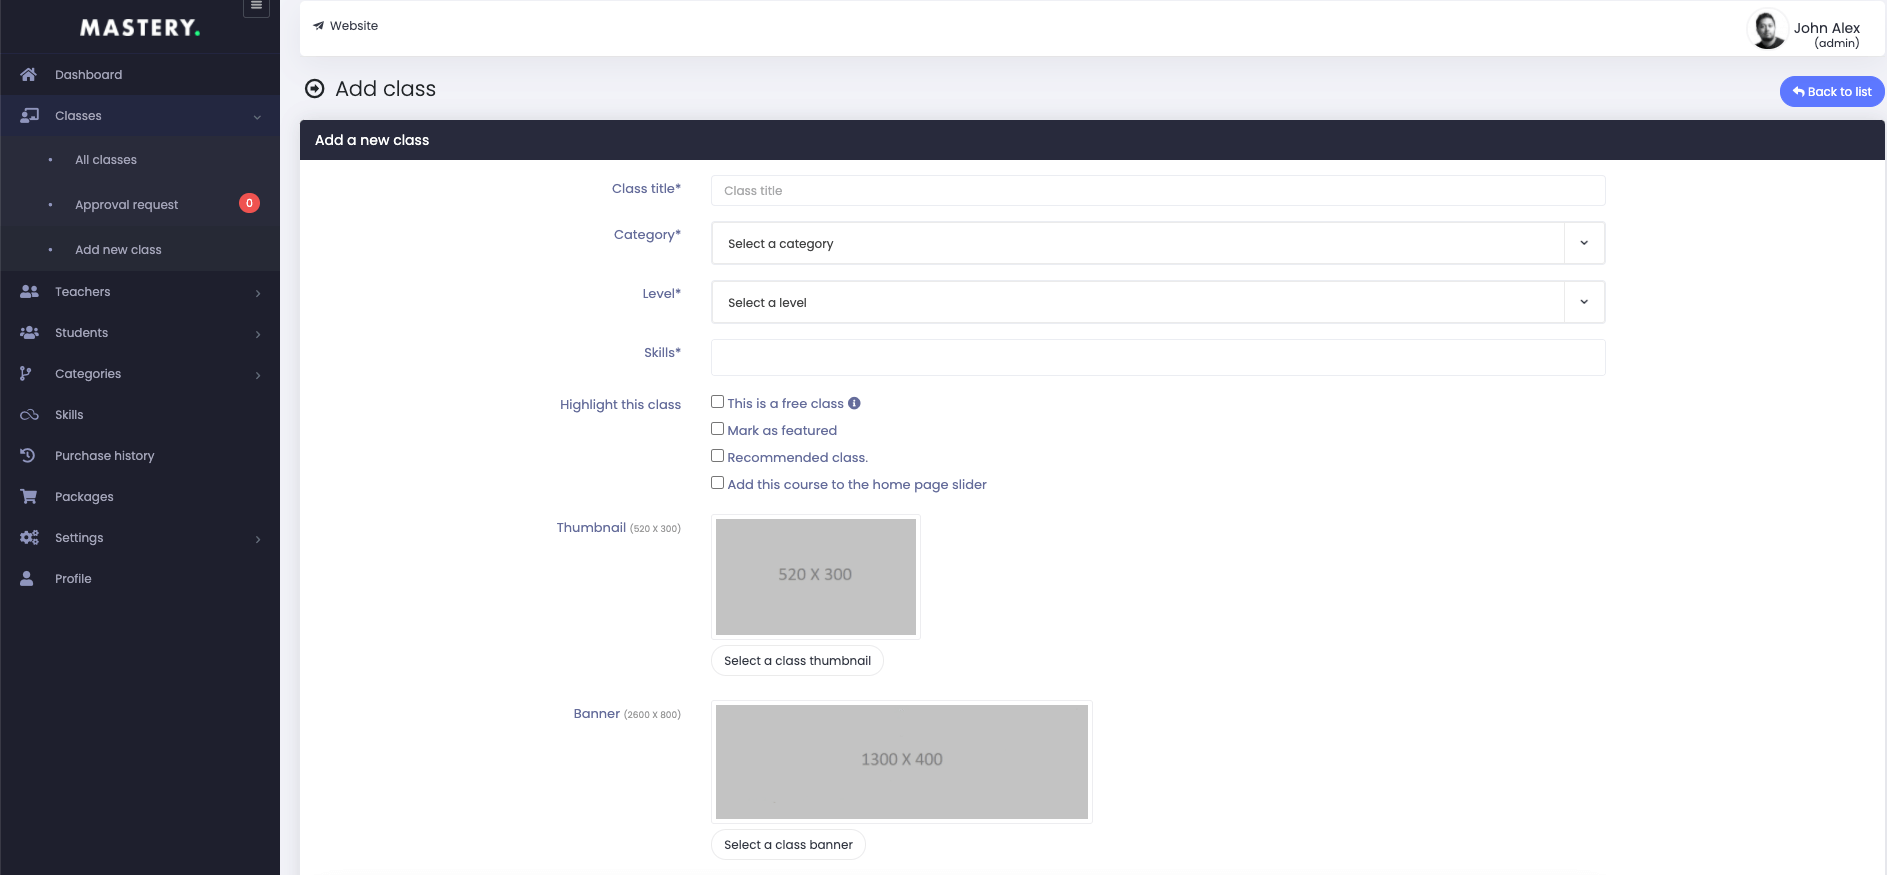 MASTERY.
Dashboard
Classes
All classes
Approval request 0
Add new class
Teachers
Students
Categories
Skills
Purchase history
Packages
Settings
Profile
Website
John Alex
(admin)
Add class
Back to list
Add a new class
Class title*
Class title
Category*
Select a category
Level*
Select a level
Skills*
Highlight this class
This is a free class
Mark as featured
Recommended class.
Add this course to the home page slider
Thumbnail (520 X 300)
520 X 300
Select a class thumbnail
Banner (2600 X 800)
1300 X 400
Select a class banner